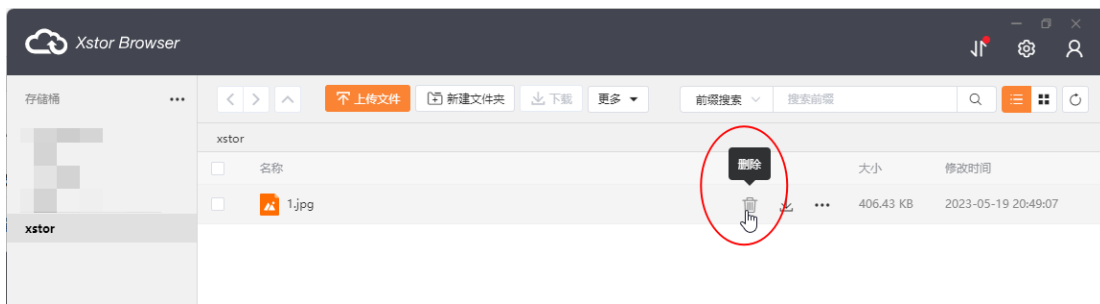 Xstor Browser
存储桶
上传文件 新建文件夹 下载 更多 前缀搜索 搜索前缀
xstor
名称 删除 大小 修改时间
1.jpg 406.43 KB 2023-05-19 20:49:07
xstor